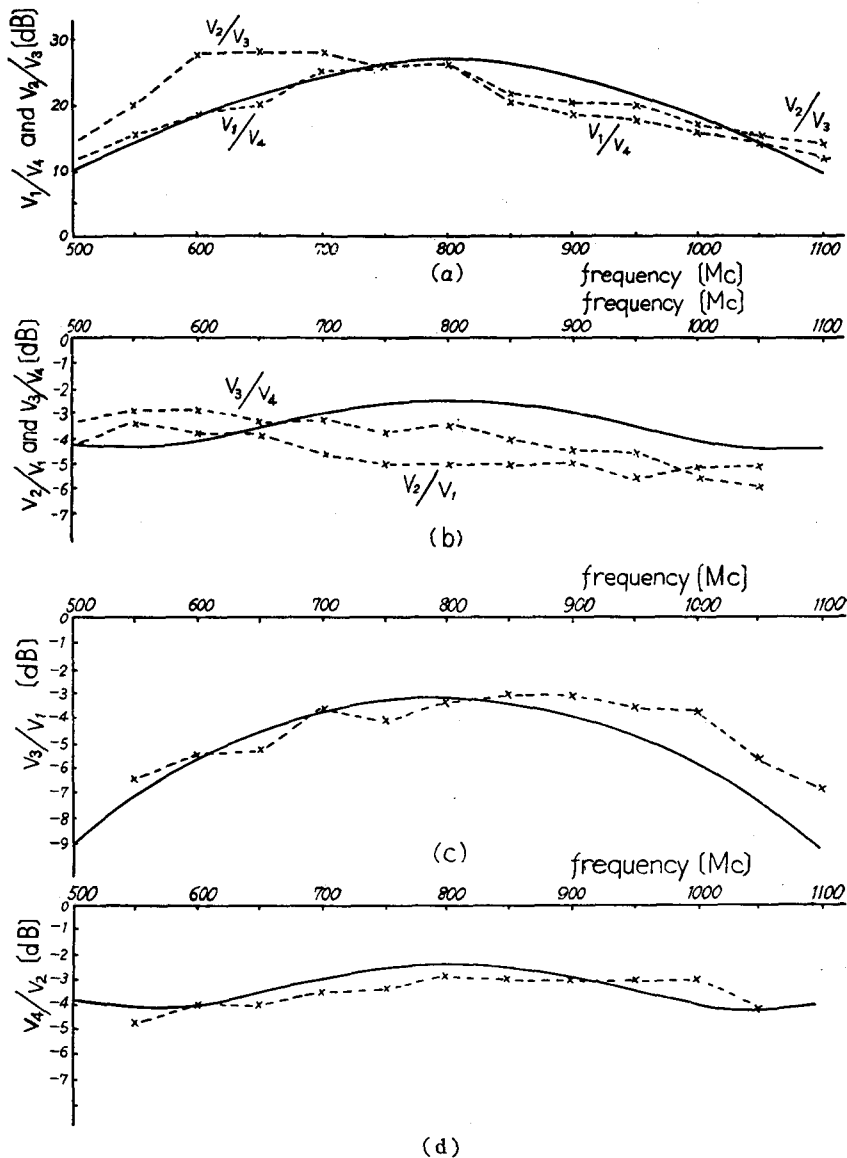 V1/V4 and V2/V3 [dB]
30
20
10
0
V2/V3
V1/V4
V1/V4
V2/V3
500 600 700 800 900 1000 1100
(a) frequency [Mc]
frequency [Mc]
500 600 700 800 900 1000 1100
V2/V1 and V3/V4 [dB]
0
-1
-2
-3
-4
-5
-6
-7
V3/V4
V2/V1
(b)
frequency [Mc]
500 600 700 800 900 1000 1100
V3/V1 [dB]
0
-1
-2
-3
-4
-5
-6
-7
-8
-9
(c) frequency [Mc]
500 600 700 800 900 1000 1100
V4/V2 [dB]
0
-1
-2
-3
-4
-5
-6
-7
(d)